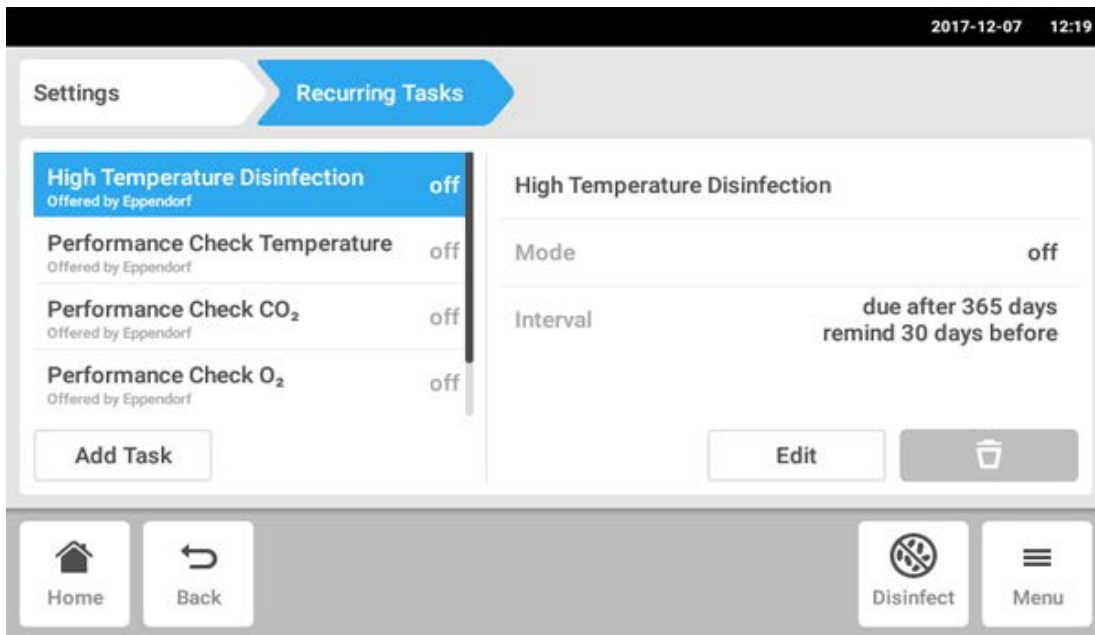 2017-12-07 12:19
Settings
Recurring Tasks
High Temperature Disinfection off
Offered by Eppendorf
Performance Check Temperature off
Offered by Eppendorf
Performance Check CO₂ off
Offered by Eppendorf
Performance Check O₂ off
Offered by Eppendorf
Add Task
High Temperature Disinfection
Mode off
Interval due after 365 days
remind 30 days before
Edit
Home
Back
Disinfect
Menu